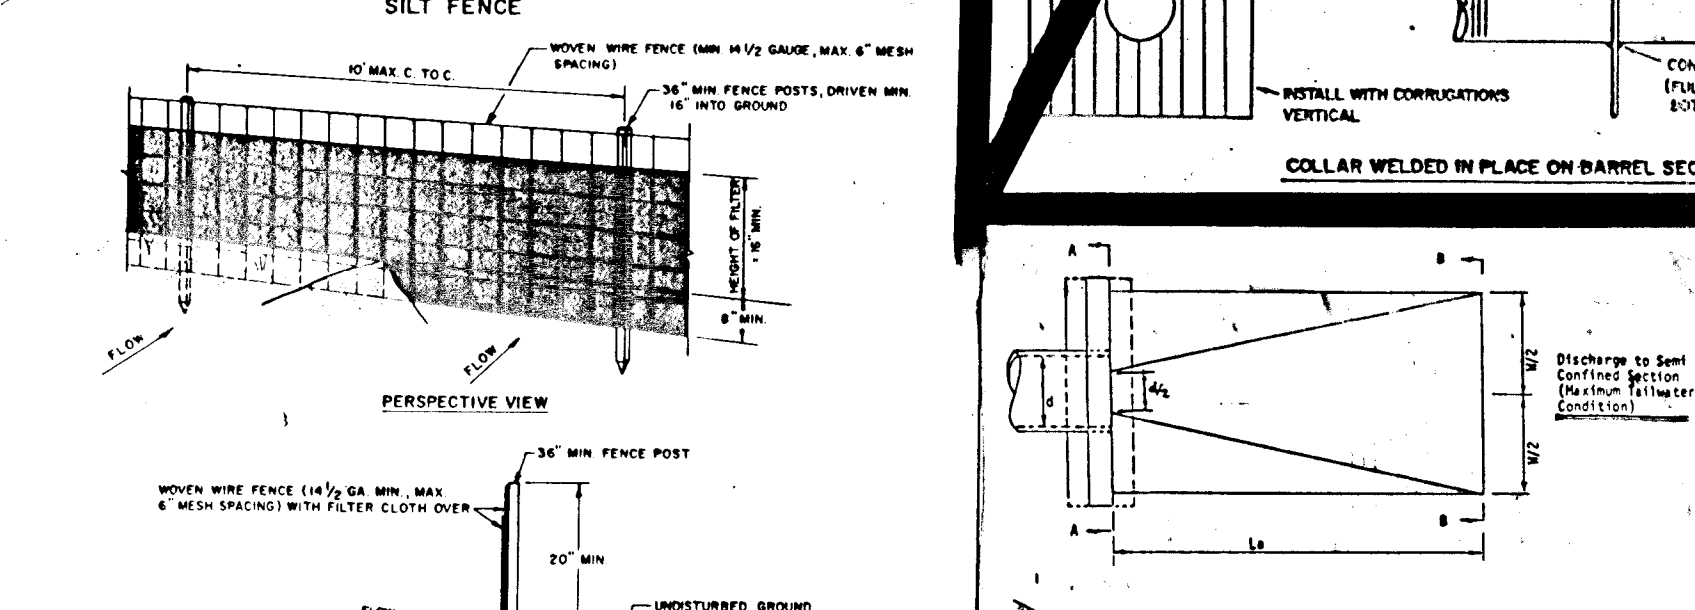 SILT FENCE
WOVEN WIRE FENCE (MIN. 14 1/2 GAUGE, MAX. 6" MESH
SPACING)
10' MAX. C. TO C.
36" MIN. FENCE POSTS, DRIVEN MIN.
16" INTO GROUND
HEIGHT OF FILTER
= 16" MIN.
8" MIN.
FLOW
FLOW
PERSPECTIVE VIEW
36" MIN. FENCE POST
WOVEN WIRE FENCE (14 1/2 GA. MIN., MAX.
6" MESH SPACING) WITH FILTER CLOTH OVER
20" MIN.
FLOW
UNDISTURBED GROUND
INSTALL WITH CORRUGATIONS
VERTICAL
CON
(FUL
BOT
COLLAR WELDED IN PLACE ON BARREL SEC
A
B
d
d/2
W/2
W/2
Discharge to Semi
Confined Section
(Maximum Tailwater
Condition)
A
B
La